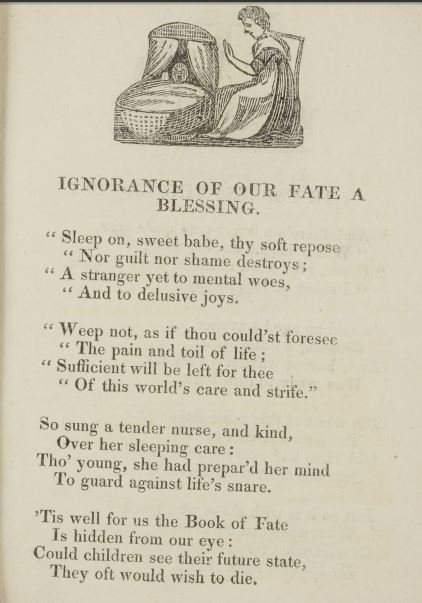 IGNORANCE OF OUR FATE A
BLESSING.
“ Sleep on, sweet babe, thy soft repose
“ Nor guilt nor shame destroys ;
“ A stranger yet to mental woes,
“ And to delusive joys.
“ Weep not, as if thou could’st foresee
“ The pain and toil of life ;
“ Sufficient will be left for thee
“ Of this world’s care and strife.”
So sung a tender nurse, and kind,
Over her sleeping care :
Tho’ young, she had prepar’d her mind
To guard against life’s snare.
’Tis well for us the Book of Fate
Is hidden from our eye :
Could children see their future state,
They oft would wish to die.